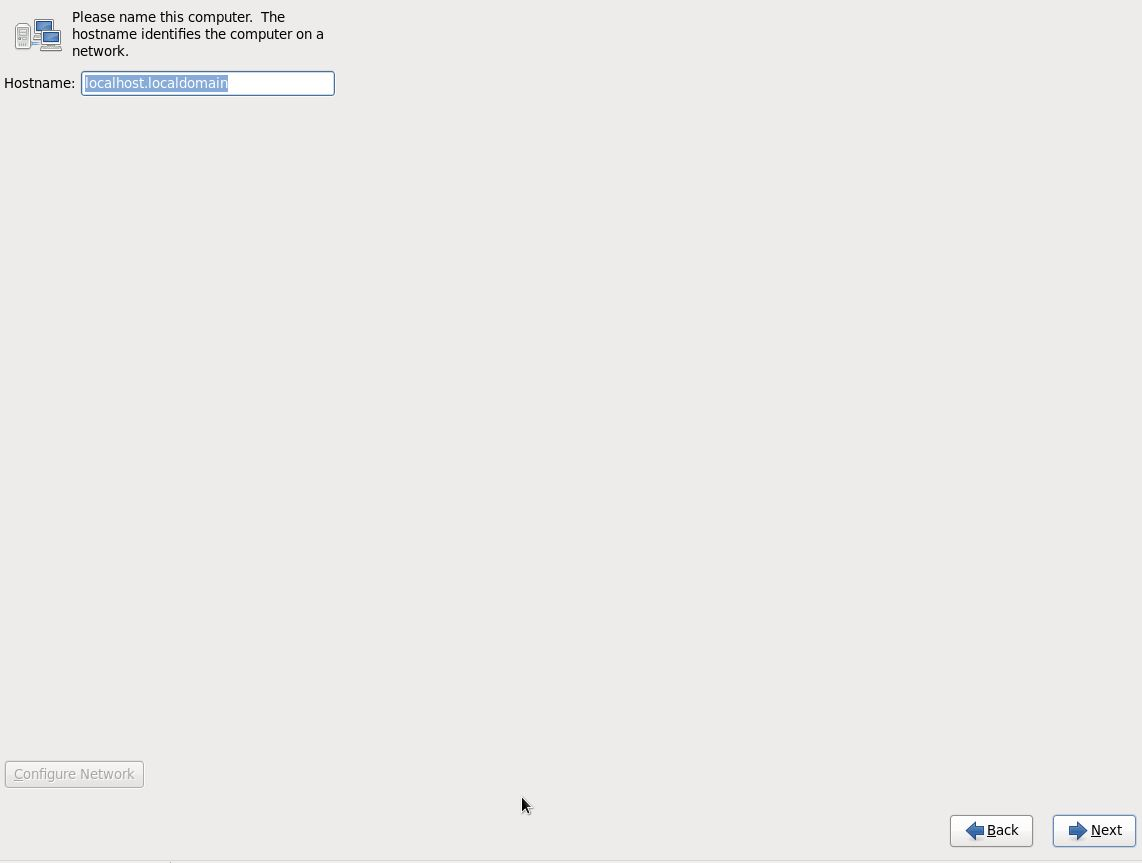 Please name this computer.  The
hostname identifies the computer on a
network.
Hostname: localhost.localdomain
Configure Network
Back Next